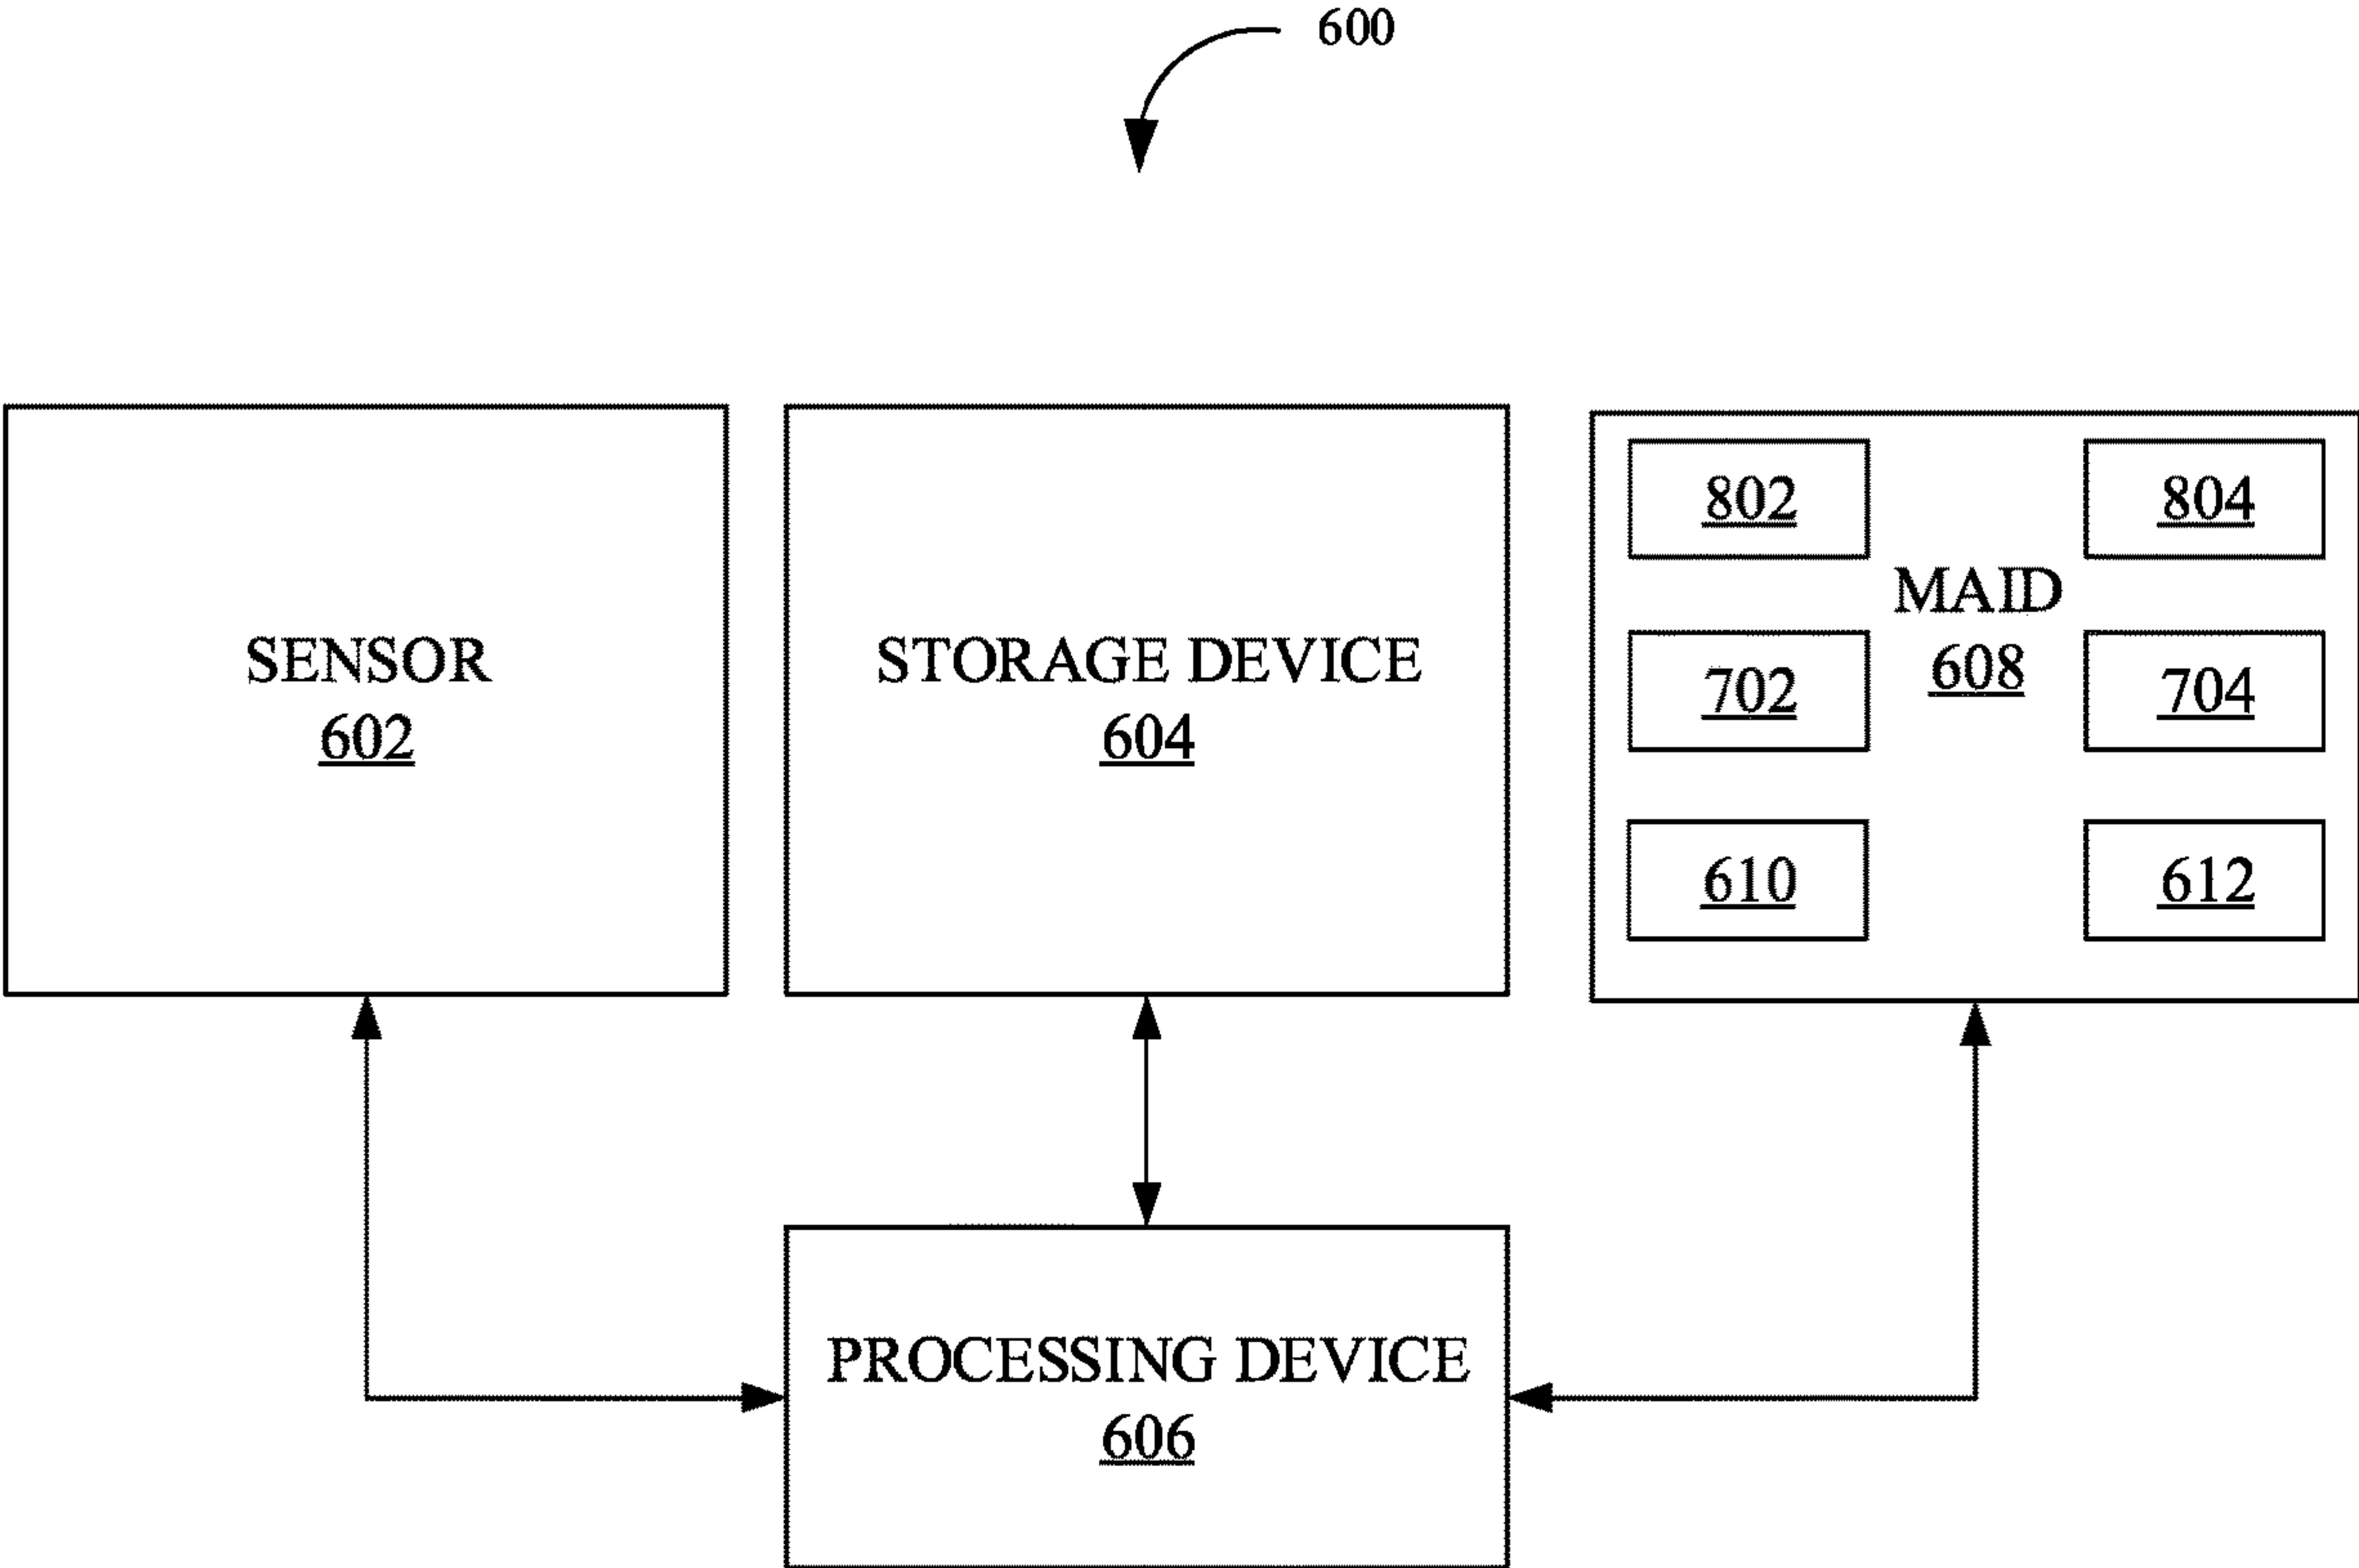 600
SENSOR
602
STORAGE DEVICE
604
802
804
MAID
608
702
704
610
612
PROCESSING DEVICE
606